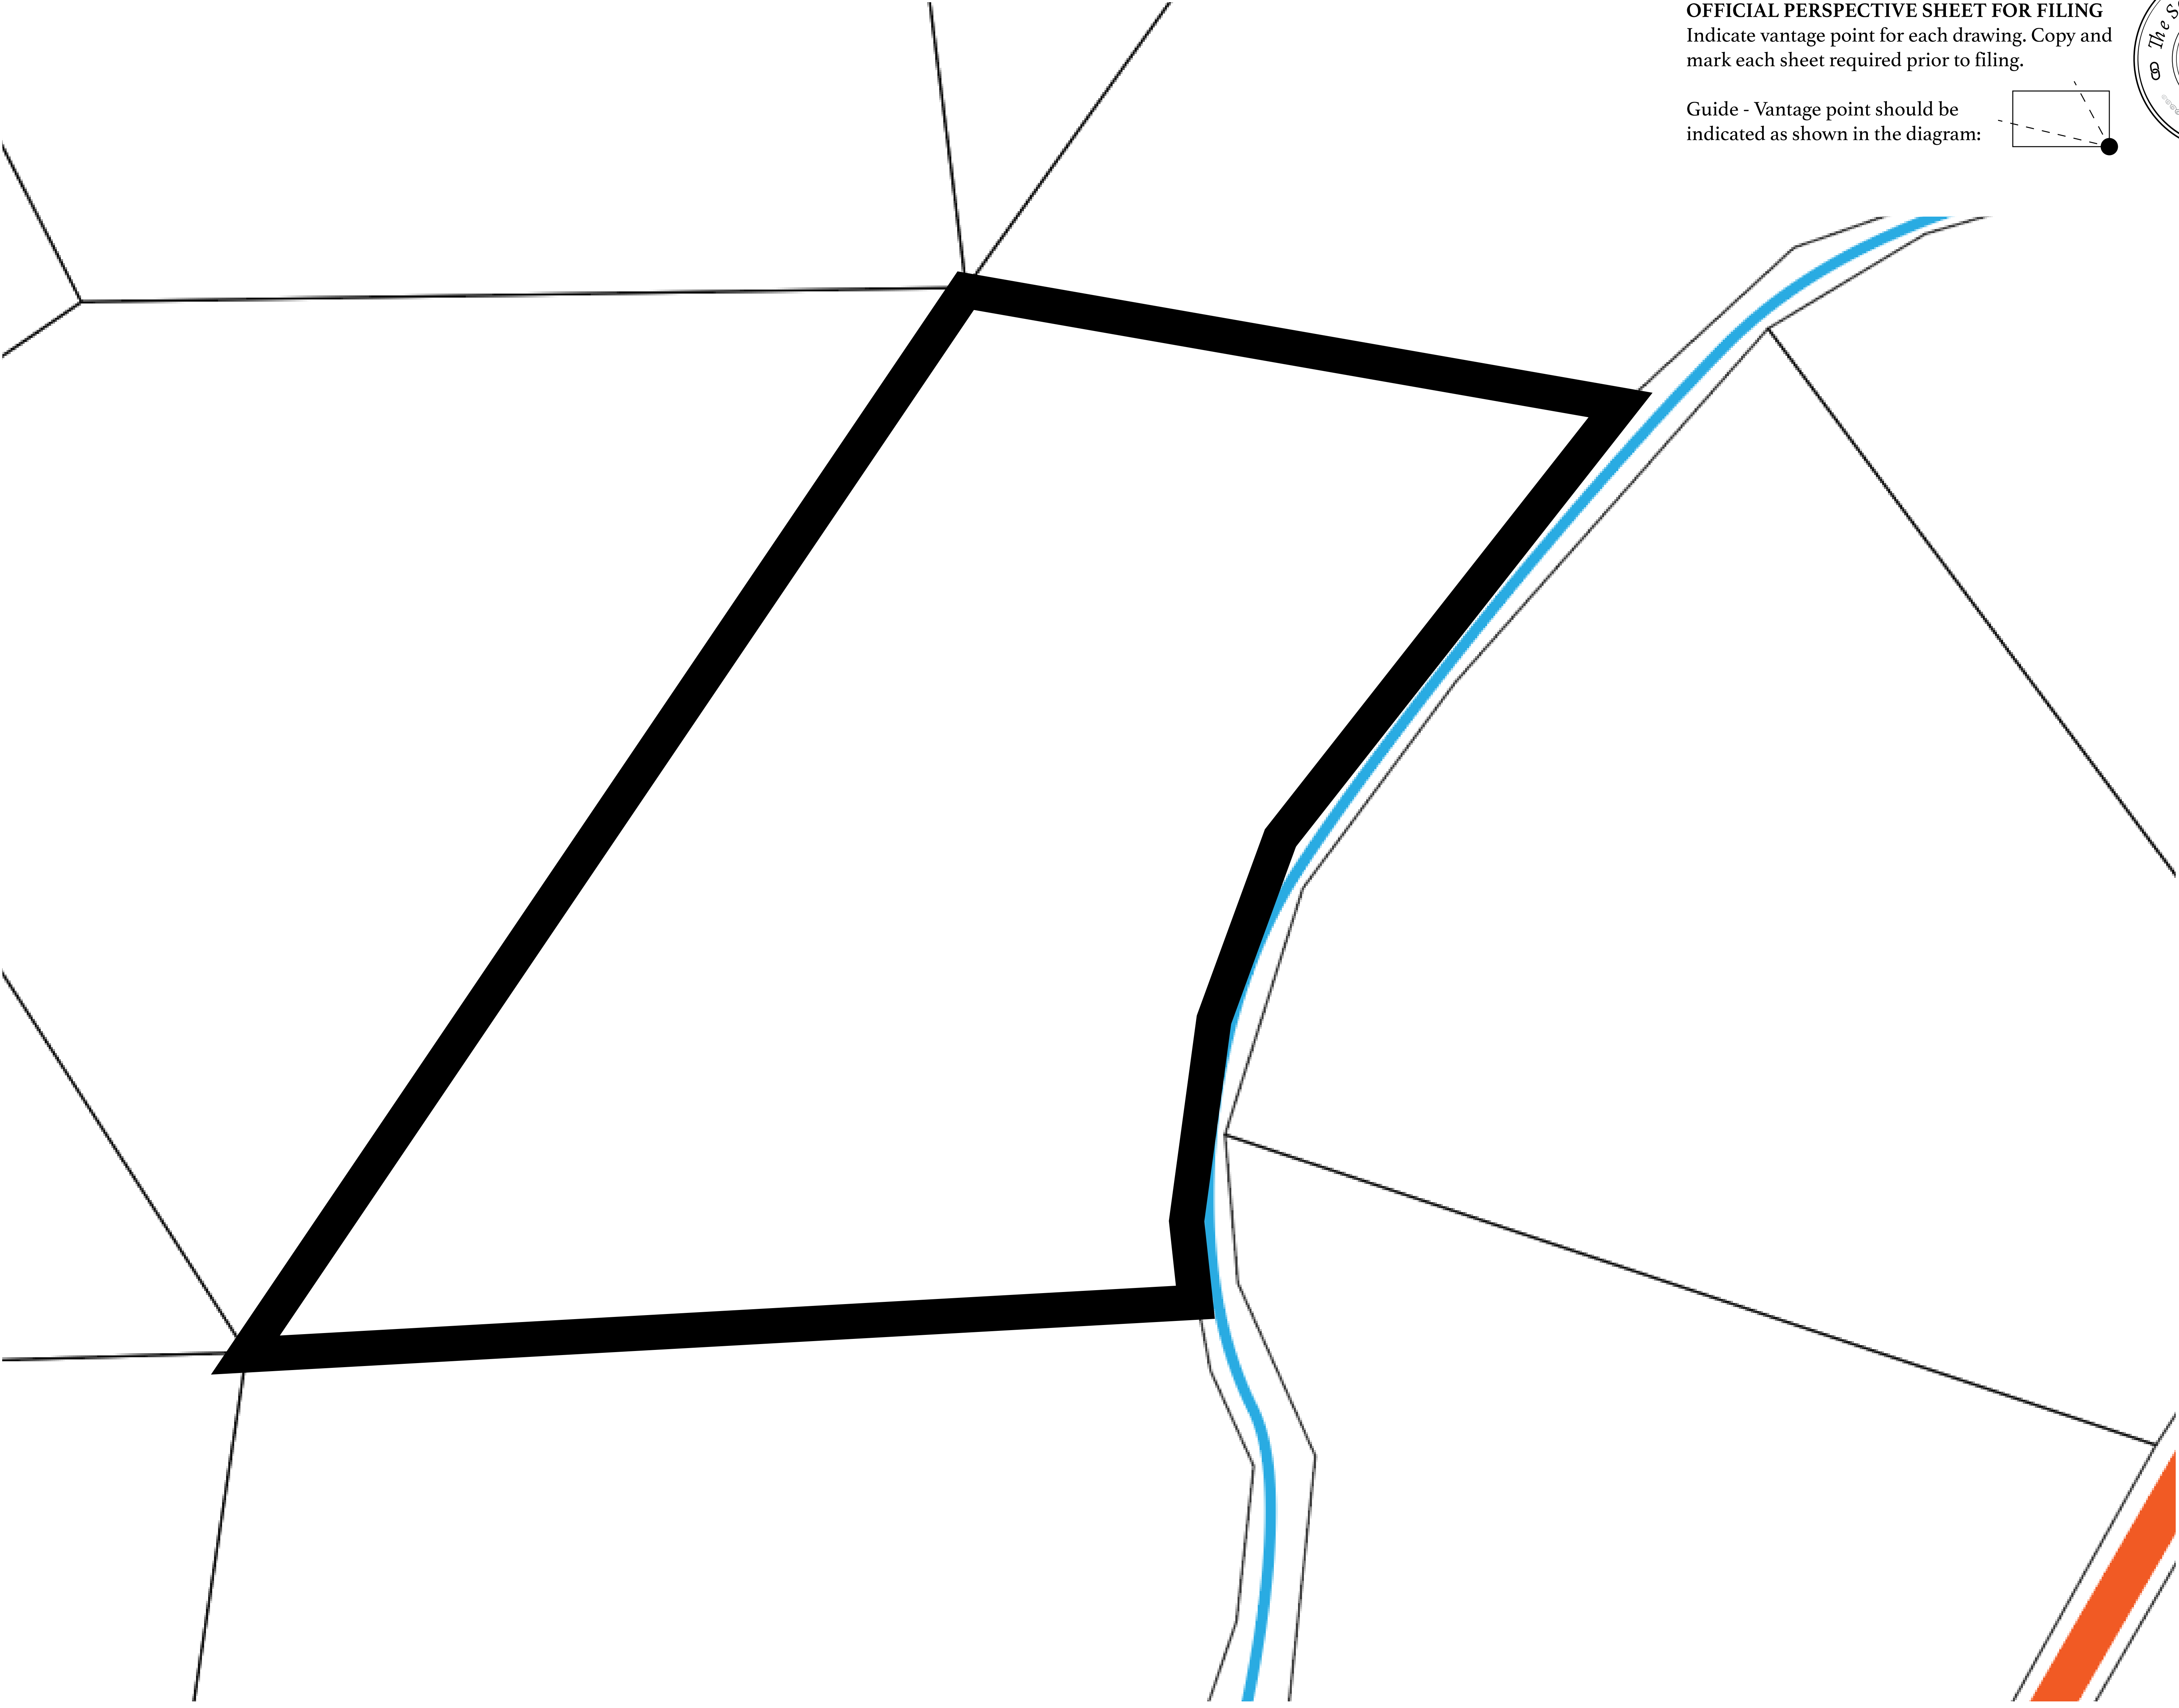 OFFICIAL PERSPECTIVE SHEET FOR FILING
Indicate vantage point for each drawing. Copy and
mark each sheet required prior to filing.
Guide - Vantage point should be
indicated as shown in the diagram:
The